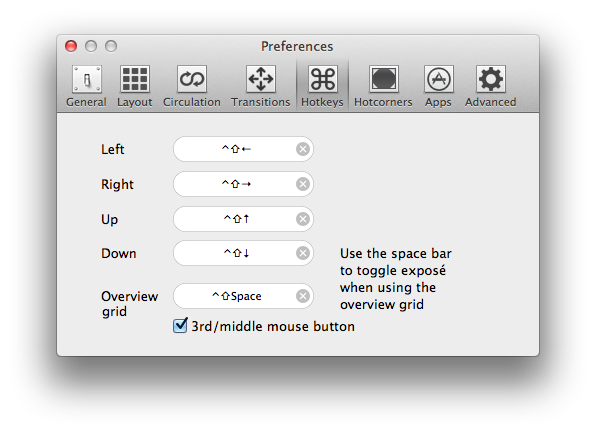 Preferences
General Layout Circulation Transitions Hotkeys Hotcorners Apps Advanced
Left ^⇧←
Right ^⇧→
Up ^⇧↑
Down ^⇧↓
Use the space bar
to toggle exposé
when using the
overview grid
Overview
grid
^⇧Space
3rd/middle mouse button